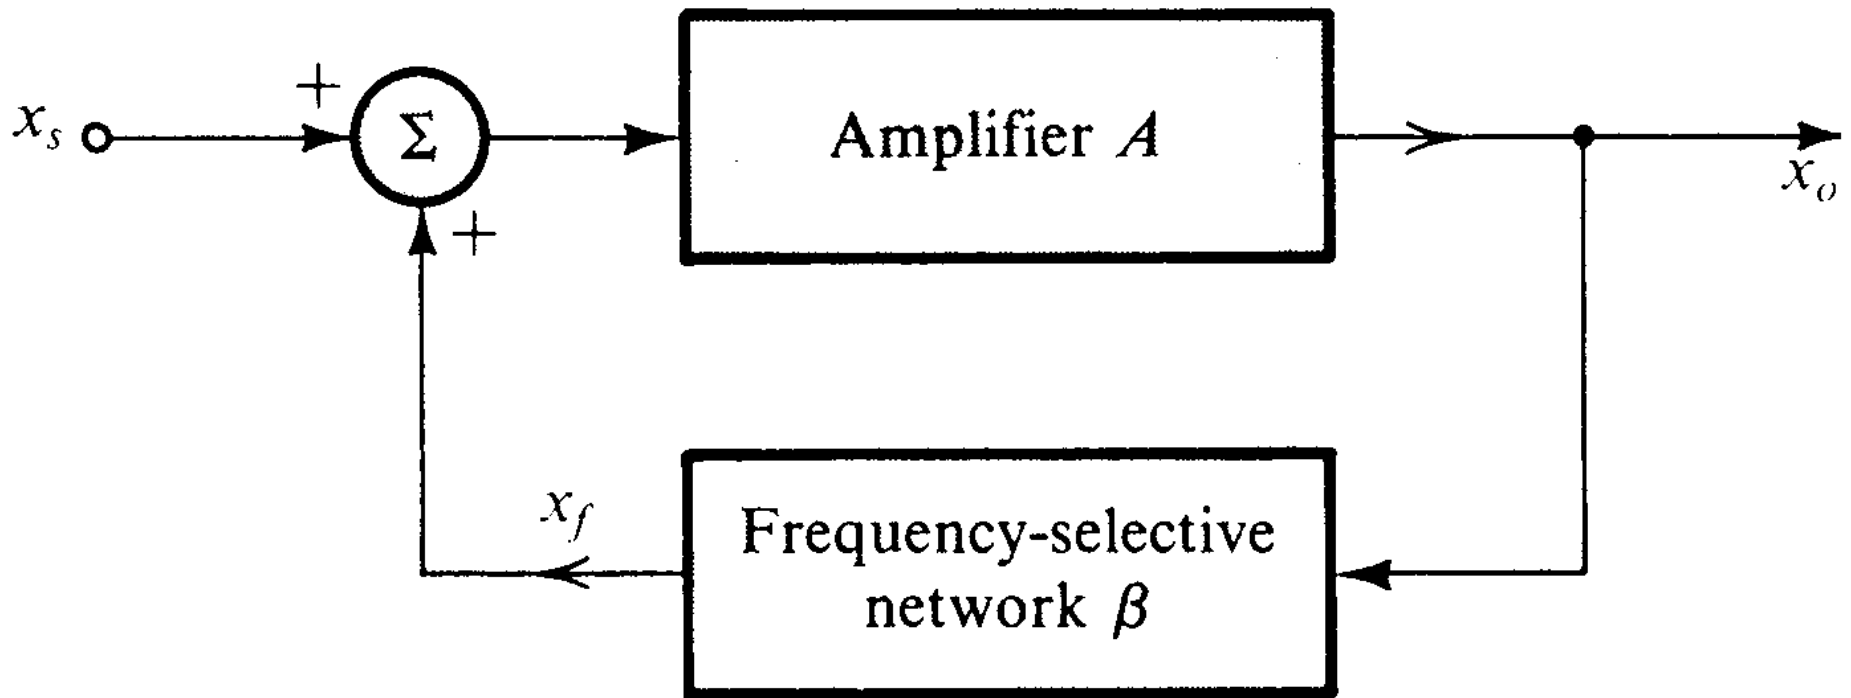 +
x_s
Σ
Amplifier A
x_o
+
x_f
Frequency-selective
network β